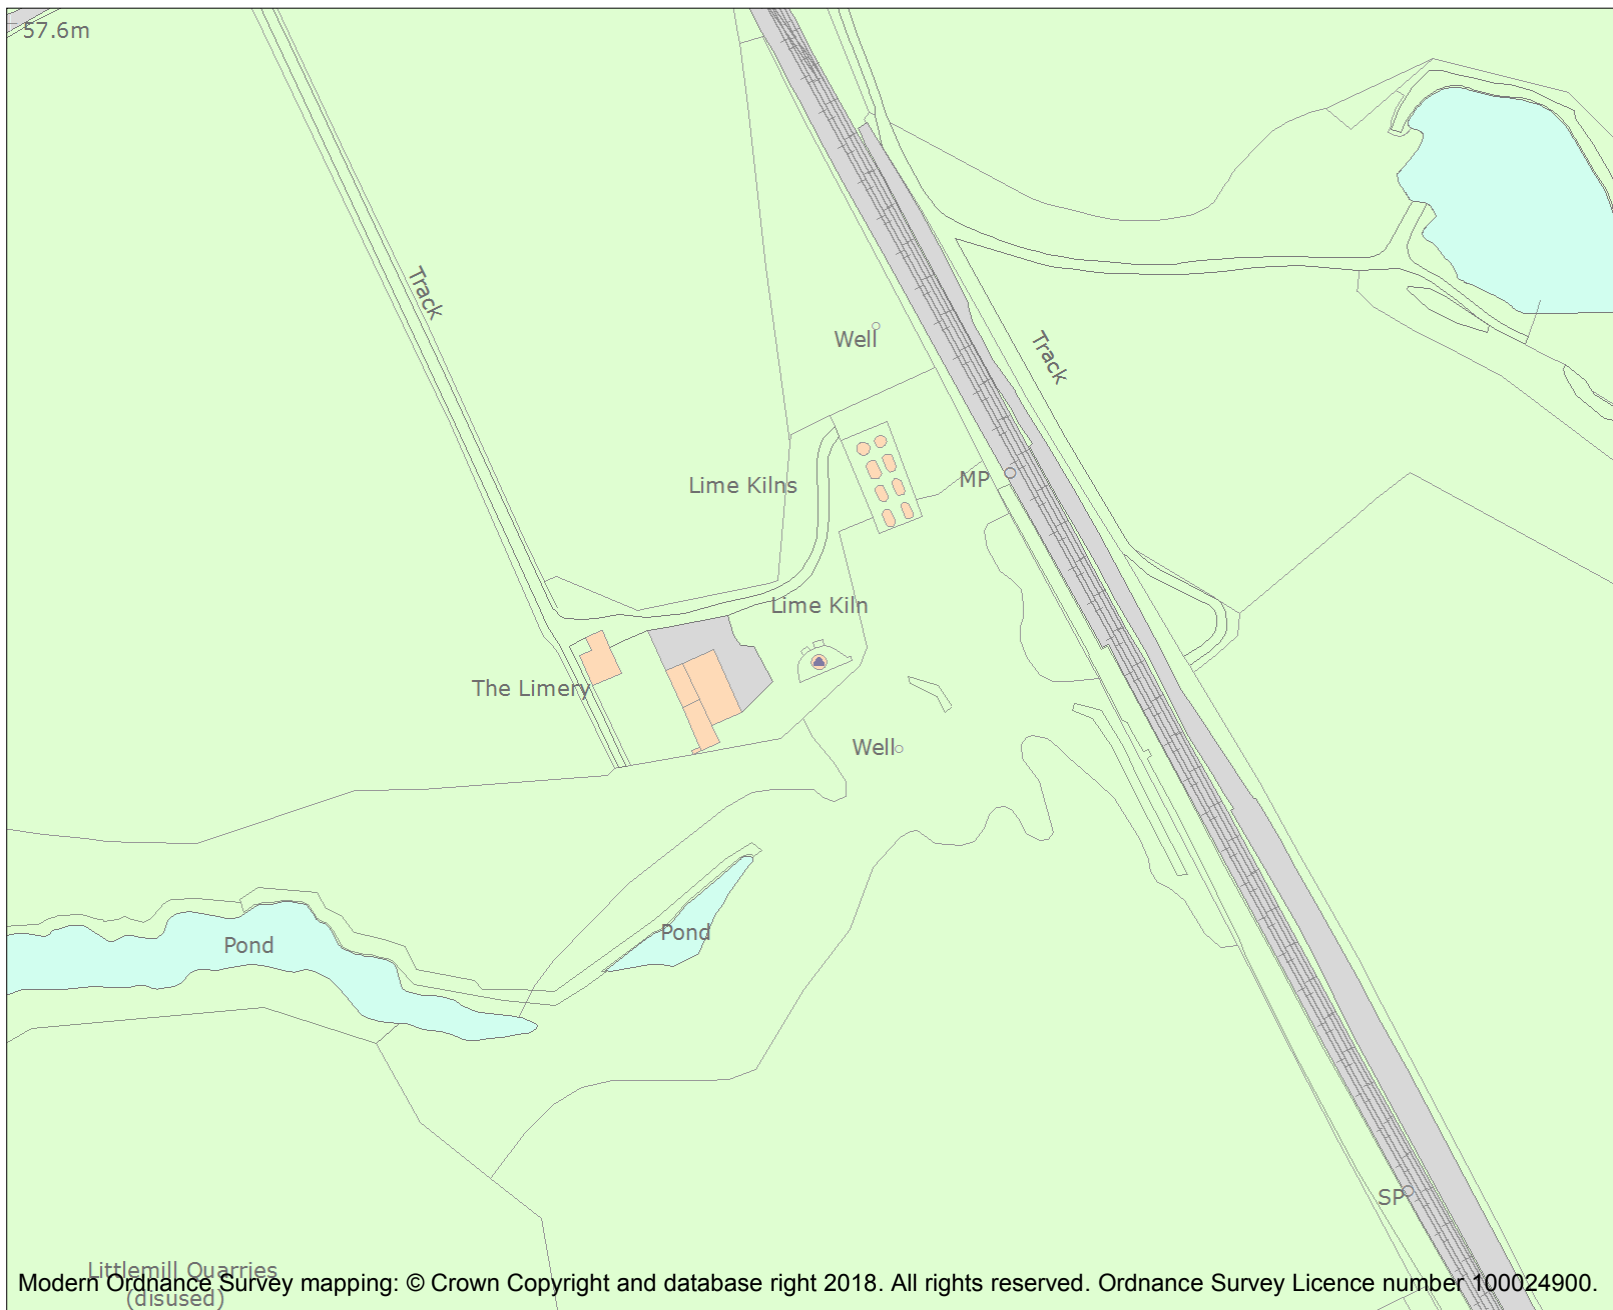 57.6m
Track
Well
Track
Lime Kilns
MP
Lime Kiln
The Limery
Well
Pond
Pond
SP
Littlemill Quarries
(disused)
Modern Ordnance Survey mapping: © Crown Copyright and database right 2018. All rights reserved. Ordnance Survey Licence number 100024900.